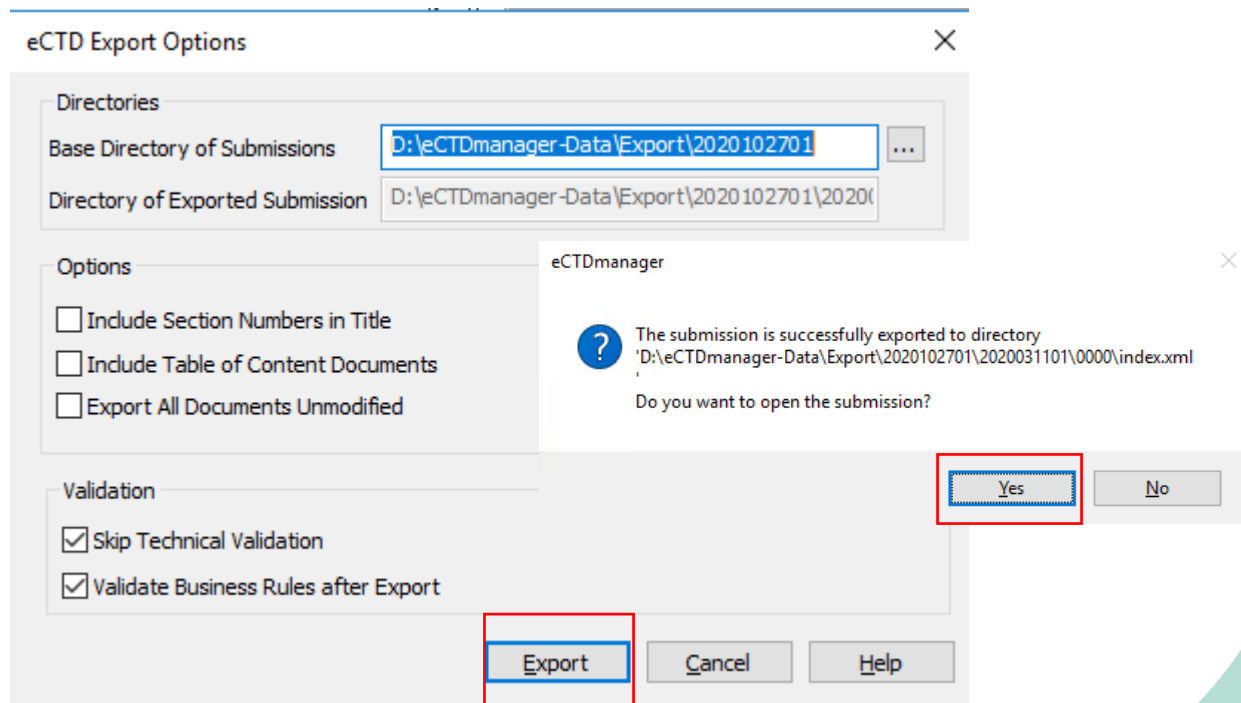 eCTD Export Options
Directories
Base Directory of Submissions
D:\eCTDmanager-Data\Export\2020102701
...
Directory of Exported Submission
D:\eCTDmanager-Data\Export\2020102701\2020(
Options
Include Section Numbers in Title
Include Table of Content Documents
Export All Documents Unmodified
eCTDmanager
The submission is successfully exported to directory
'D:\eCTDmanager-Data\Export\2020102701\2020031101\0000\index.xml
'
Do you want to open the submission?
Yes
No
Validation
Skip Technical Validation
Validate Business Rules after Export
Export
Cancel
Help